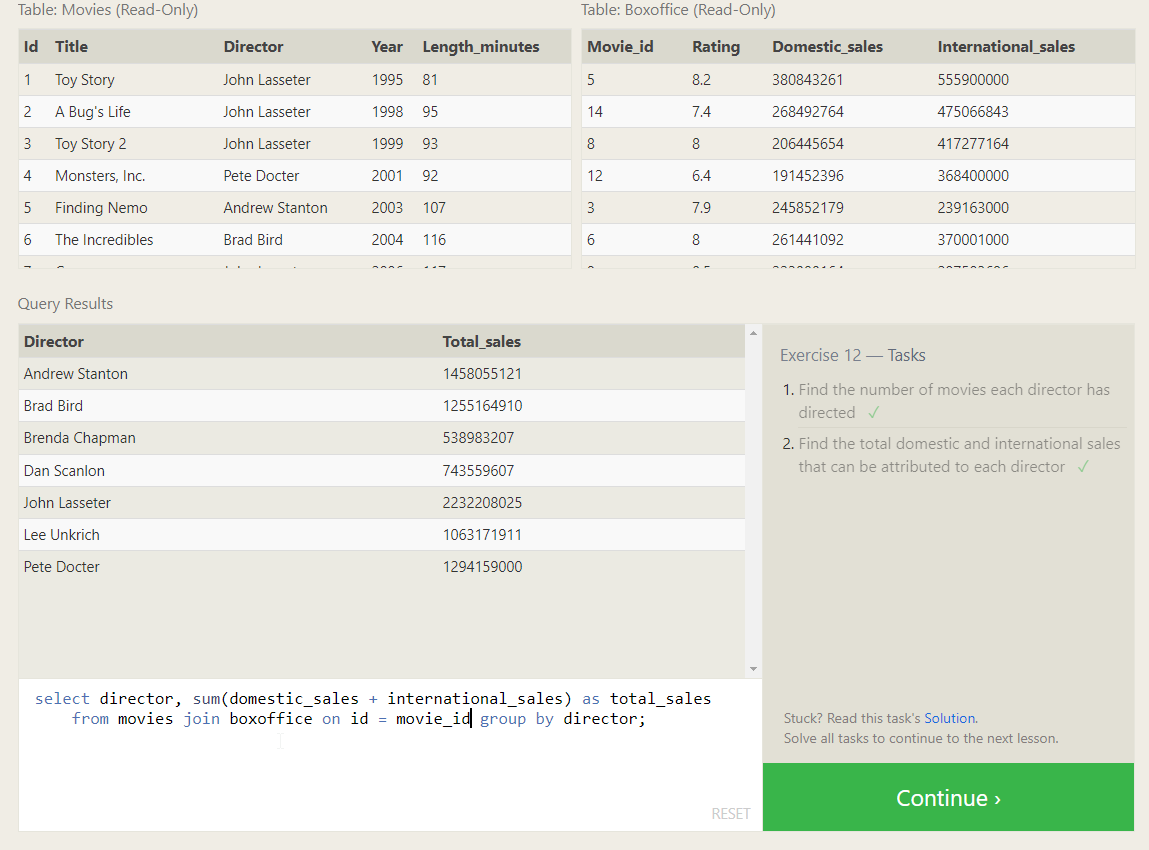 Table: Movies (Read-Only)
Id Title Director Year Length_minutes
1 Toy Story John Lasseter 1995 81
2 A Bug's Life John Lasseter 1998 95
3 Toy Story 2 John Lasseter 1999 93
4 Monsters, Inc. Pete Docter 2001 92
5 Finding Nemo Andrew Stanton 2003 107
6 The Incredibles Brad Bird 2004 116
Table: Boxoffice (Read-Only)
Movie_id Rating Domestic_sales International_sales
5 8.2 380843261 555900000
14 7.4 268492764 475066843
8 8 206445654 417277164
12 6.4 191452396 368400000
3 7.9 245852179 239163000
6 8 261441092 370001000
Query Results
Director Total_sales
Andrew Stanton 1458055121
Brad Bird 1255164910
Brenda Chapman 538983207
Dan Scanlon 743559607
John Lasseter 2232208025
Lee Unkrich 1063171911
Pete Docter 1294159000
select director, sum(domestic_sales + international_sales) as total_sales
from movies join boxoffice on id = movie_id group by director;
RESET
Exercise 12 — Tasks
1. Find the number of movies each director has
directed ✓
2. Find the total domestic and international sales
that can be attributed to each director ✓
Stuck? Read this task's Solution.
Solve all tasks to continue to the next lesson.
Continue ›